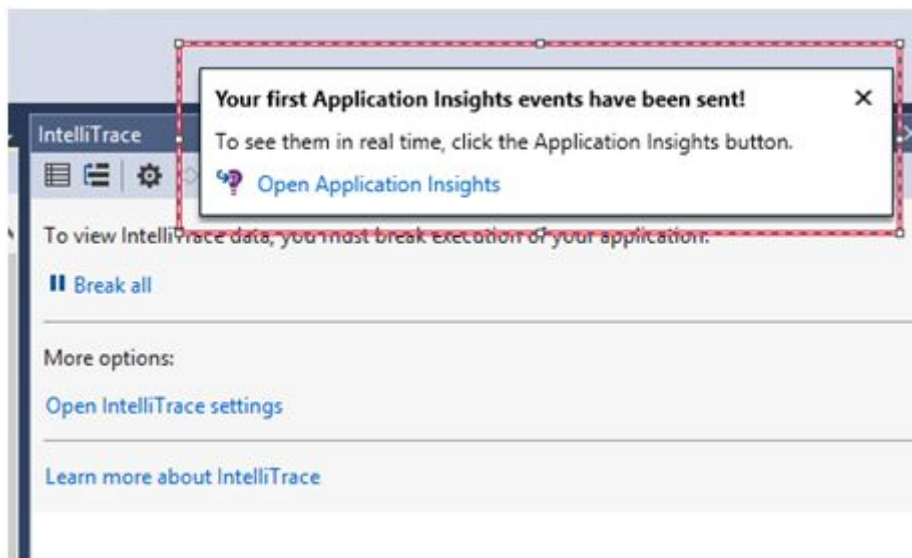 Your first Application Insights events have been sent!
To see them in real time, click the Application Insights button.
Open Application Insights
IntelliTrace
To view IntelliTrace data, you must break execution of your application.
Break all
More options:
Open IntelliTrace settings
Learn more about IntelliTrace